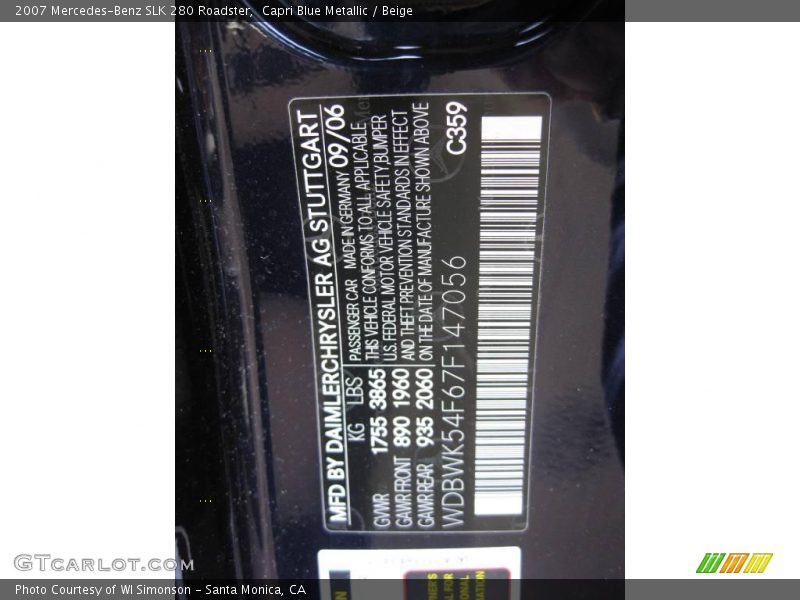 2007 Mercedes-Benz SLK 280 Roadster, Capri Blue Metallic / Beige
MFD BY DAIMLERCHRYSLER AG STUTTGART
KG LBS PASSENGER CAR MADE IN GERMANY 09/06
GVWR 1755 3865 THIS VEHICLE CONFORMS TO ALL APPLICABLE
GAWR FRONT 890 1960 U.S. FEDERAL MOTOR VEHICLE SAFETY, BUMPER
AND THEFT PREVENTION STANDARDS IN EFFECT
GAWR REAR 935 2060 ON THE DATE OF MANUFACTURE SHOWN ABOVE
WDBWK54F67F147056 C359
GTCarLot.com
Photo Courtesy of WI Simonson - Santa Monica, CA